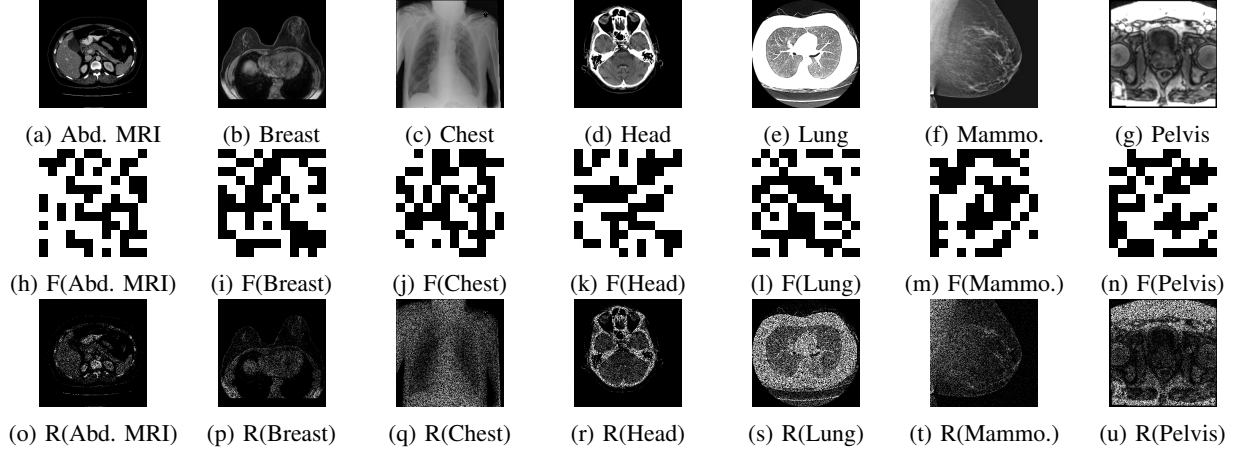 (a) Abd. MRI (b) Breast (c) Chest (d) Head (e) Lung (f) Mammo. (g) Pelvis
(h) F(Abd. MRI) (i) F(Breast) (j) F(Chest) (k) F(Head) (l) F(Lung) (m) F(Mammo.) (n) F(Pelvis)
(o) R(Abd. MRI) (p) R(Breast) (q) R(Chest) (r) R(Head) (s) R(Lung) (t) R(Mammo.) (u) R(Pelvis)